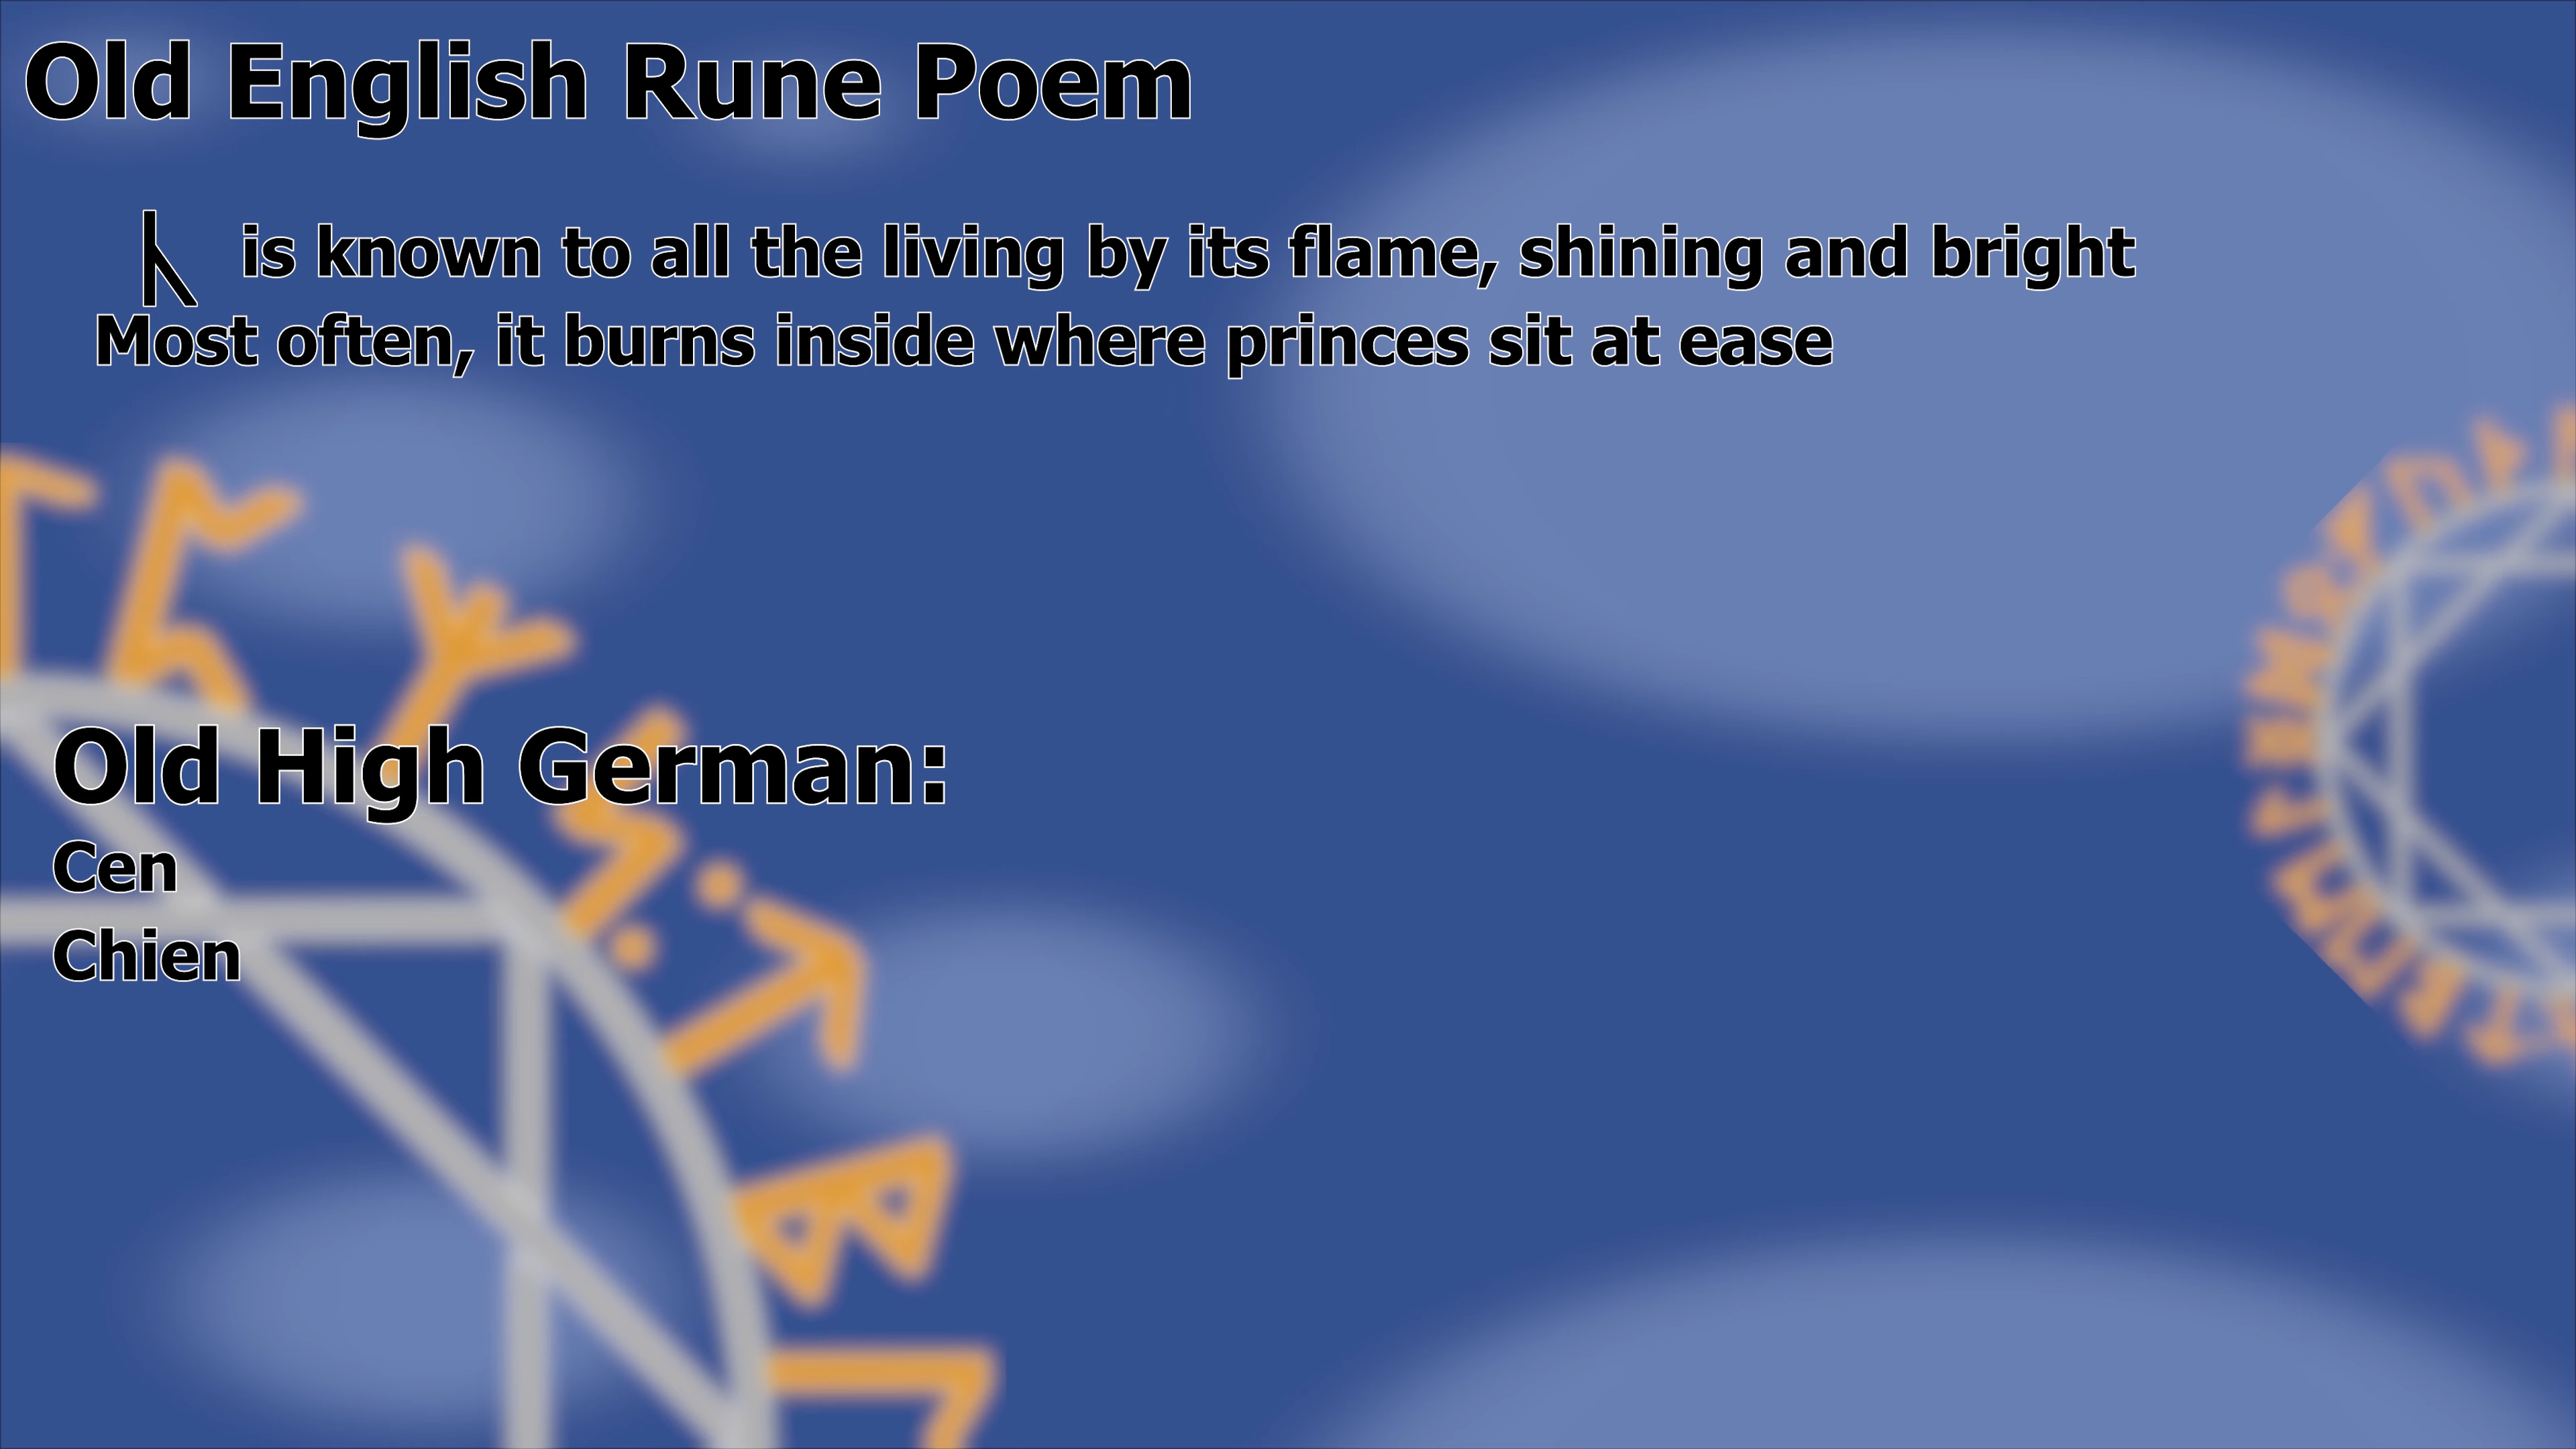 Old English Rune Poem
ᚳ is known to all the living by its flame, shining and bright
Most often, it burns inside where princes sit at ease
Old High German:
Cen
Chien